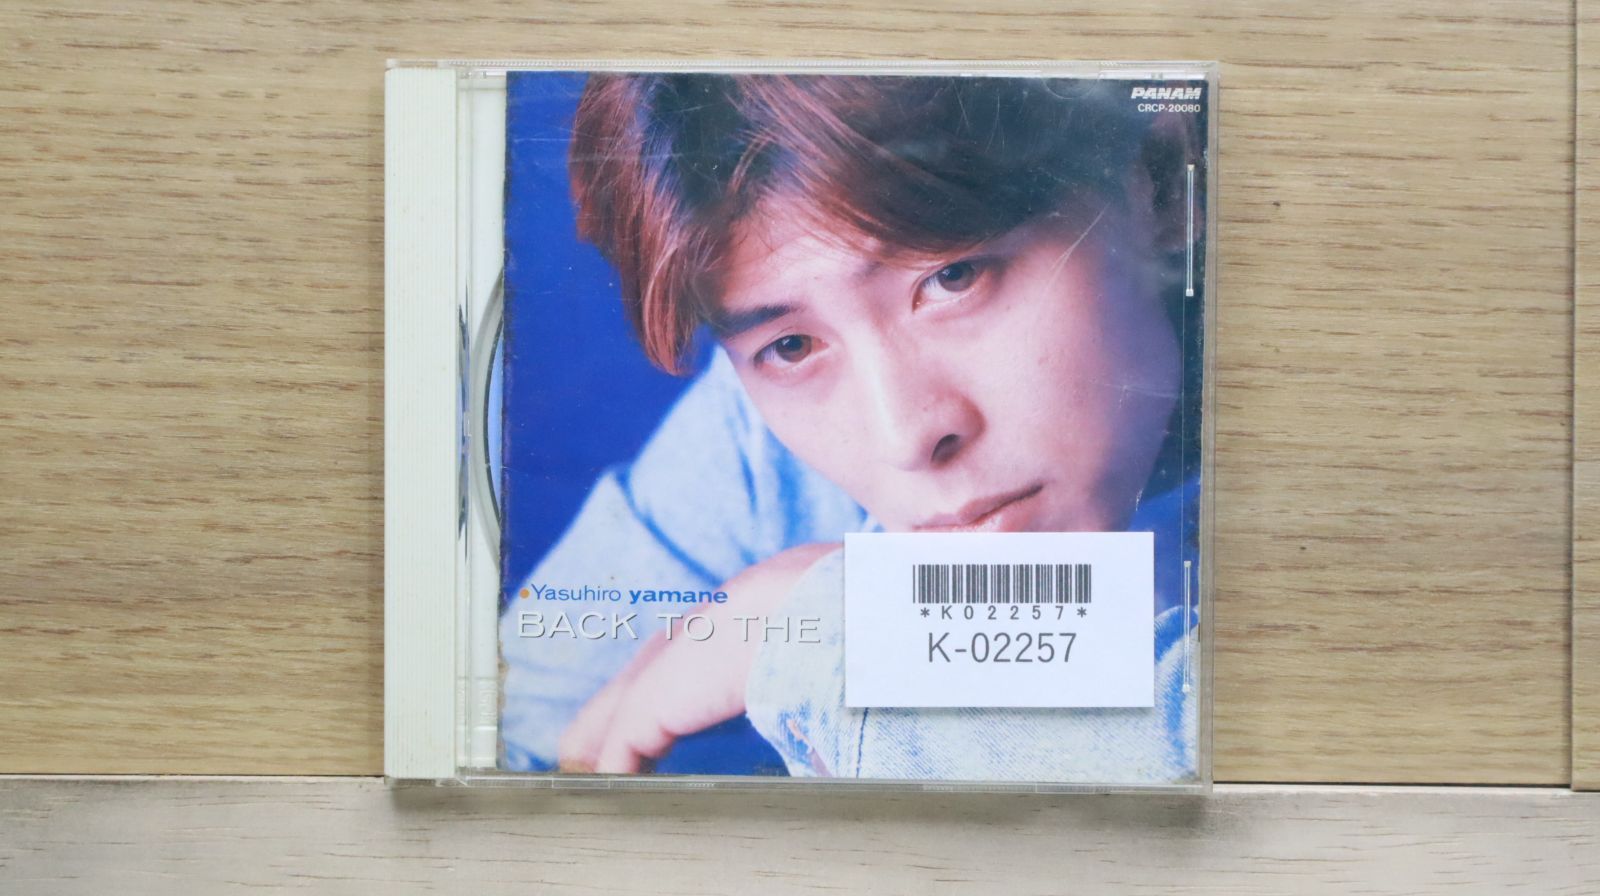 PANAM
CRCP-20080
Yasuhiro yamane
BACK TO THE
*K02257*
K-02257